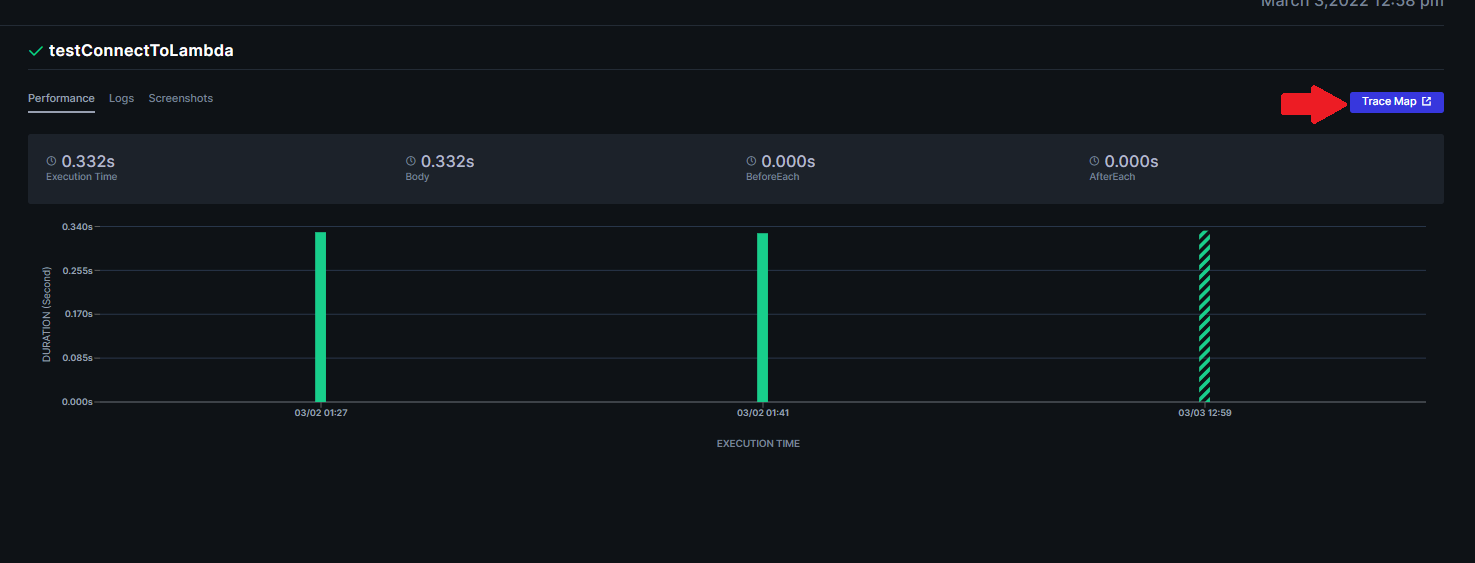 March 3,2022 12:58 pm
testConnectToLambda
Performance Logs Screenshots
Trace Map
0.332s 0.332s 0.000s 0.000s
Execution Time Body BeforeEach AfterEach
0.340s
0.255s
0.170s
0.085s
0.000s
DURATION (Second)
03/02 01:27 03/02 01:41 03/03 12:59
EXECUTION TIME